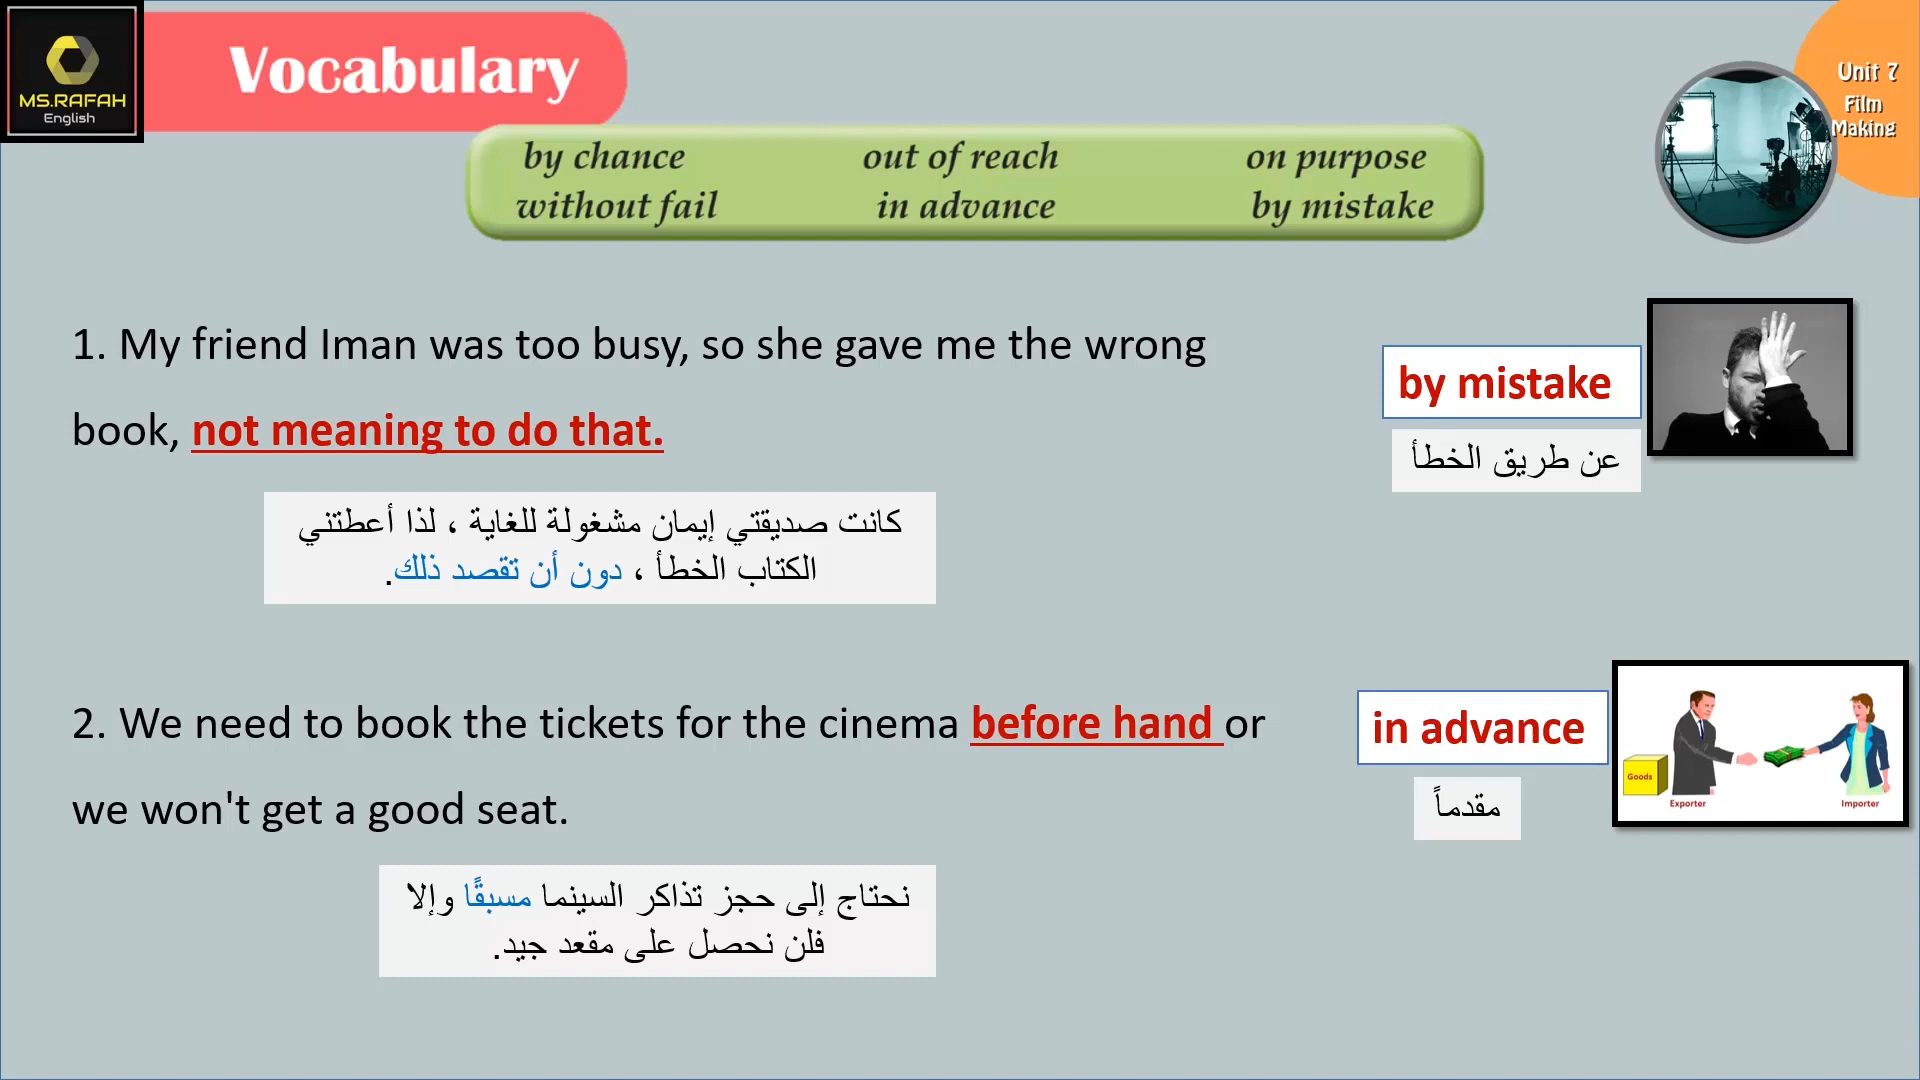 MS.RAFAH
English
Vocabulary
Unit 7
Film
Making
by chance out of reach on purpose
without fail in advance by mistake
1. My friend Iman was too busy, so she gave me the wrong
book, not meaning to do that.
by mistake
عن طريق الخطأ
كانت صديقتي إيمان مشغولة للغاية ، لذا أعطتني
الكتاب الخطأ ، دون أن تقصد ذلك.
2. We need to book the tickets for the cinema before hand or
we won't get a good seat.
in advance
مقدماً
Goods
Exporter
Importer
نحتاج إلى حجز تذاكر السينما مسبقًا وإلا
فلن نحصل على مقعد جيد.